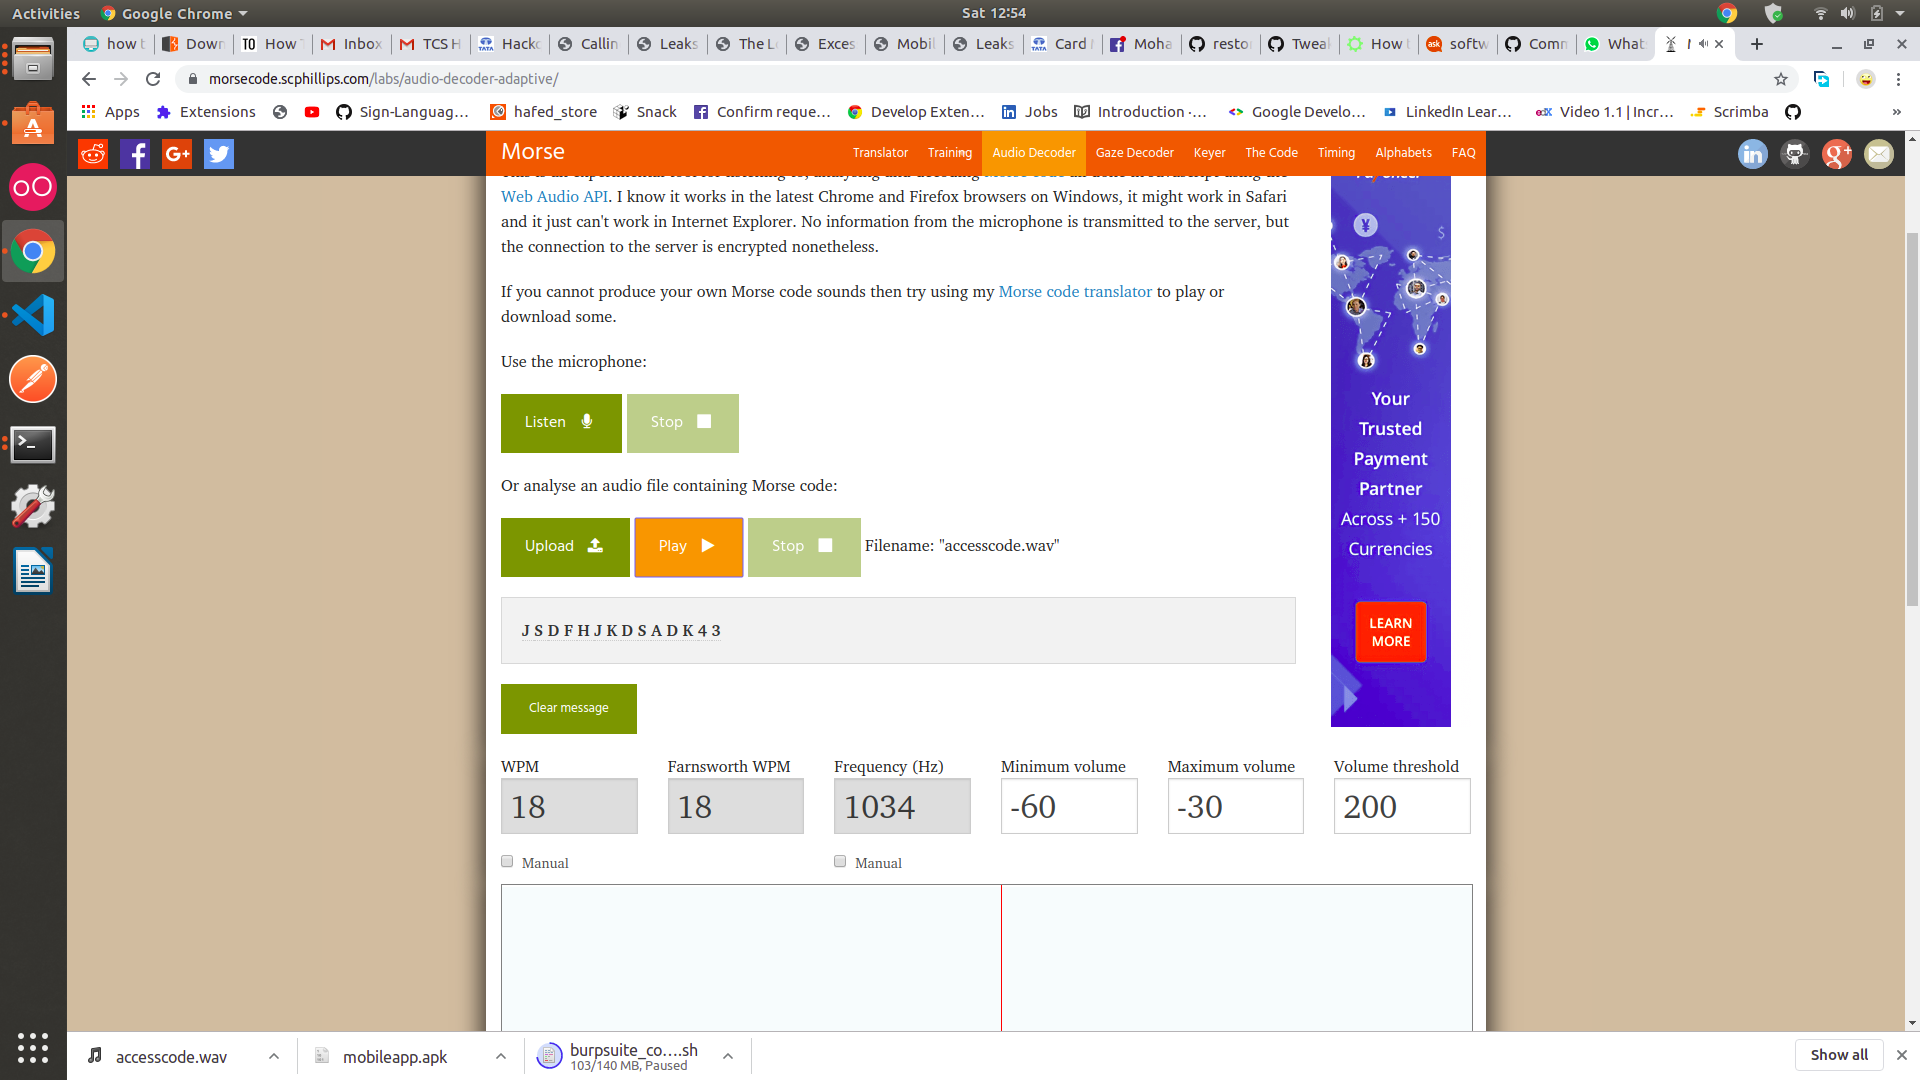 Activities Google Chrome Sat 12:54
how t Down How Inbox TCS H Hackc Callin Leaks The L Exces Mobil Leaks Card Moha resto Tweal How softw Comn What:
morsecode.scphillips.com/labs/audio-decoder-adaptive/
Apps Extensions Sign-Languag... hafed_store Snack Confirm reque... Develop Exten... Jobs Introduction -... Google Develo... LinkedIn Lear... Video 1.1 | Incr... Scrimba »
Morse Translator Training Audio Decoder Gaze Decoder Keyer The Code Timing Alphabets FAQ
Web Audio API. I know it works in the latest Chrome and Firefox browsers on Windows, it might work in Safari
and it just can't work in Internet Explorer. No information from the microphone is transmitted to the server, but
the connection to the server is encrypted nonetheless.
If you cannot produce your own Morse code sounds then try using my Morse code translator to play or
download some.
Use the microphone:
Listen Stop
Or analyse an audio file containing Morse code:
Upload Play Stop Filename: "accesscode.wav"
J S D F H J K D S A D K 4 3
Clear message
WPM Farnsworth WPM Frequency (Hz) Minimum volume Maximum volume Volume threshold
18 18 1034 -60 -30 200
Manual Manual
¥ $
Your
Trusted
Payment
Partner
Across + 150
Currencies
LEARN
MORE
accesscode.wav mobileapp.apk burpsuite_co....sh Show all
103/140 MB, Paused